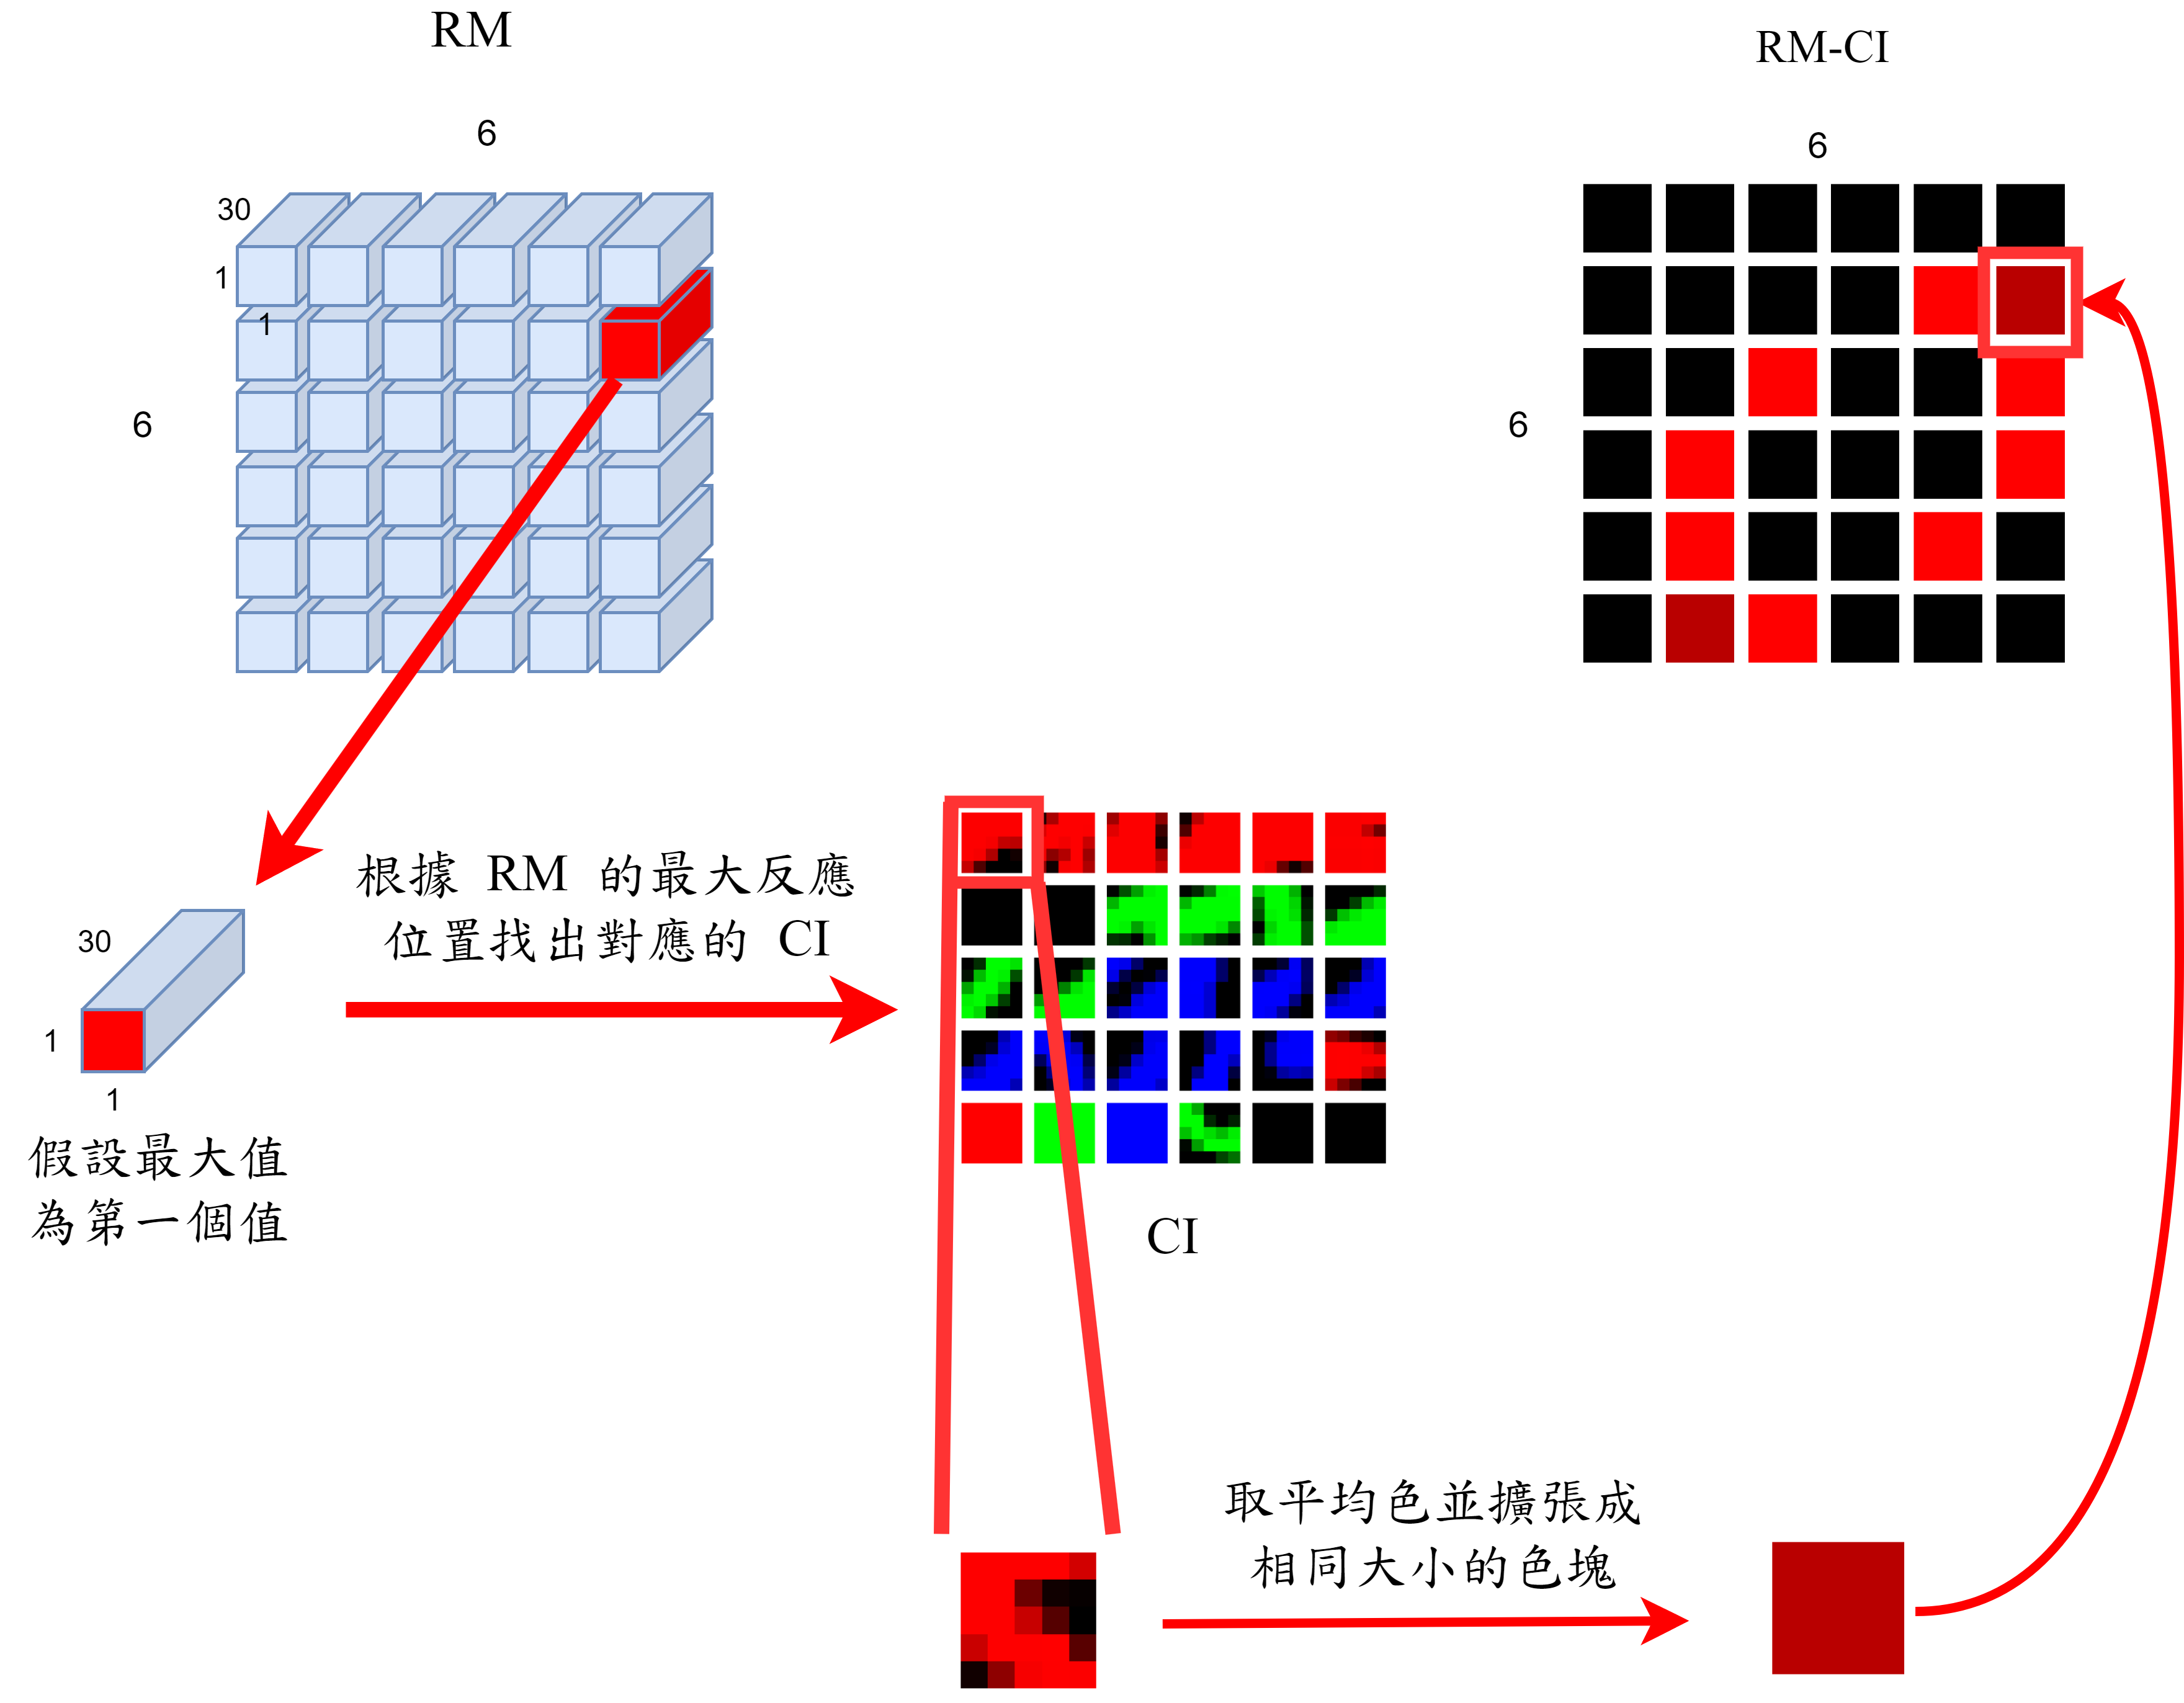 RM
RM-CI
6
6
30
1
1
6
6
根據 RM 的最大反應
位置找出對應的 CI
30
1
1
假設最大值
為第一個值
CI
取平均色並擴張成
相同大小的色塊